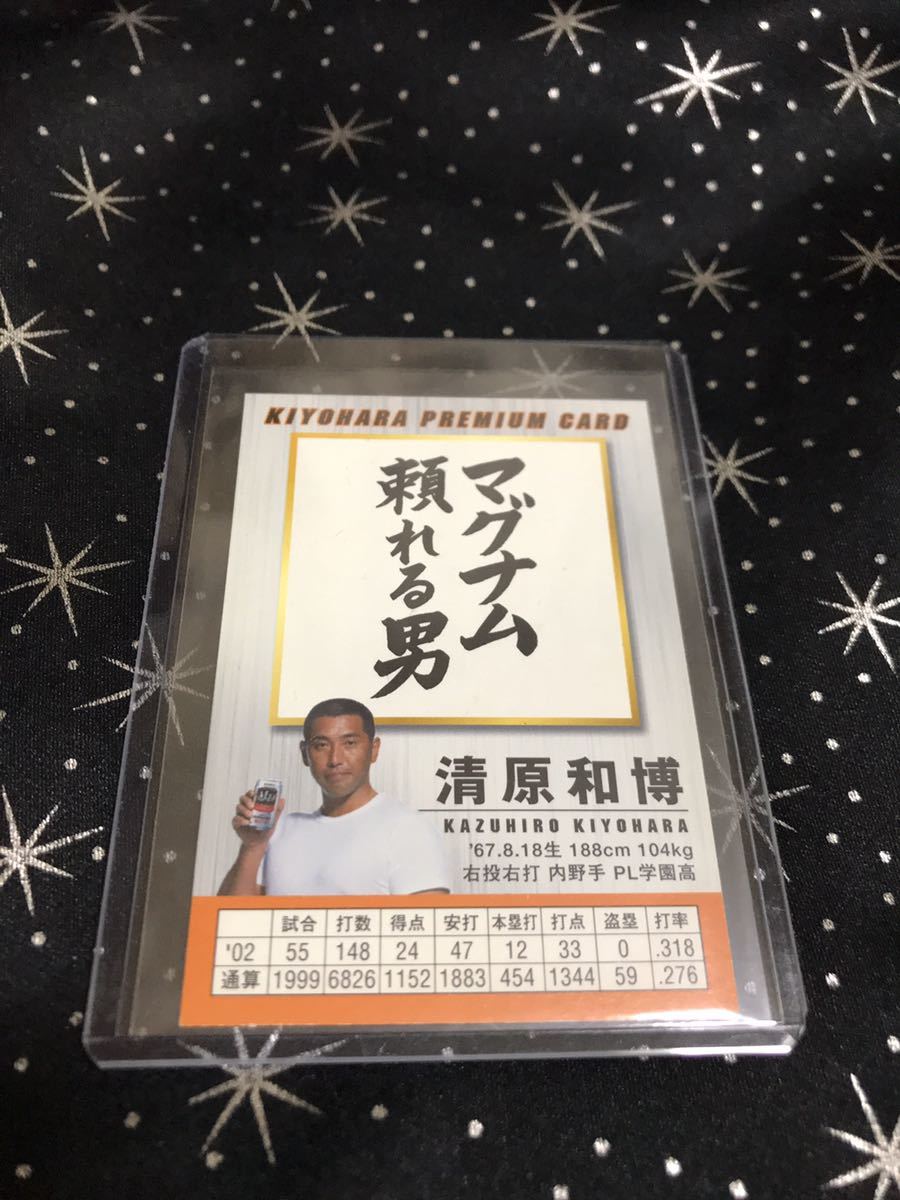 KIYOHARA PREMIUM CARD
マグナム
頼れる男
清原和博
KAZUHIRO KIYOHARA
'67.8.18生 188cm 104kg
右投右打 内野手 PL学園高
試合 打数 得点 安打 本塁打 打点 盗塁 打率
'02 55 148 24 47 12 33 0 .318
通算 1999 6826 1152 1883 454 1344 59 .276